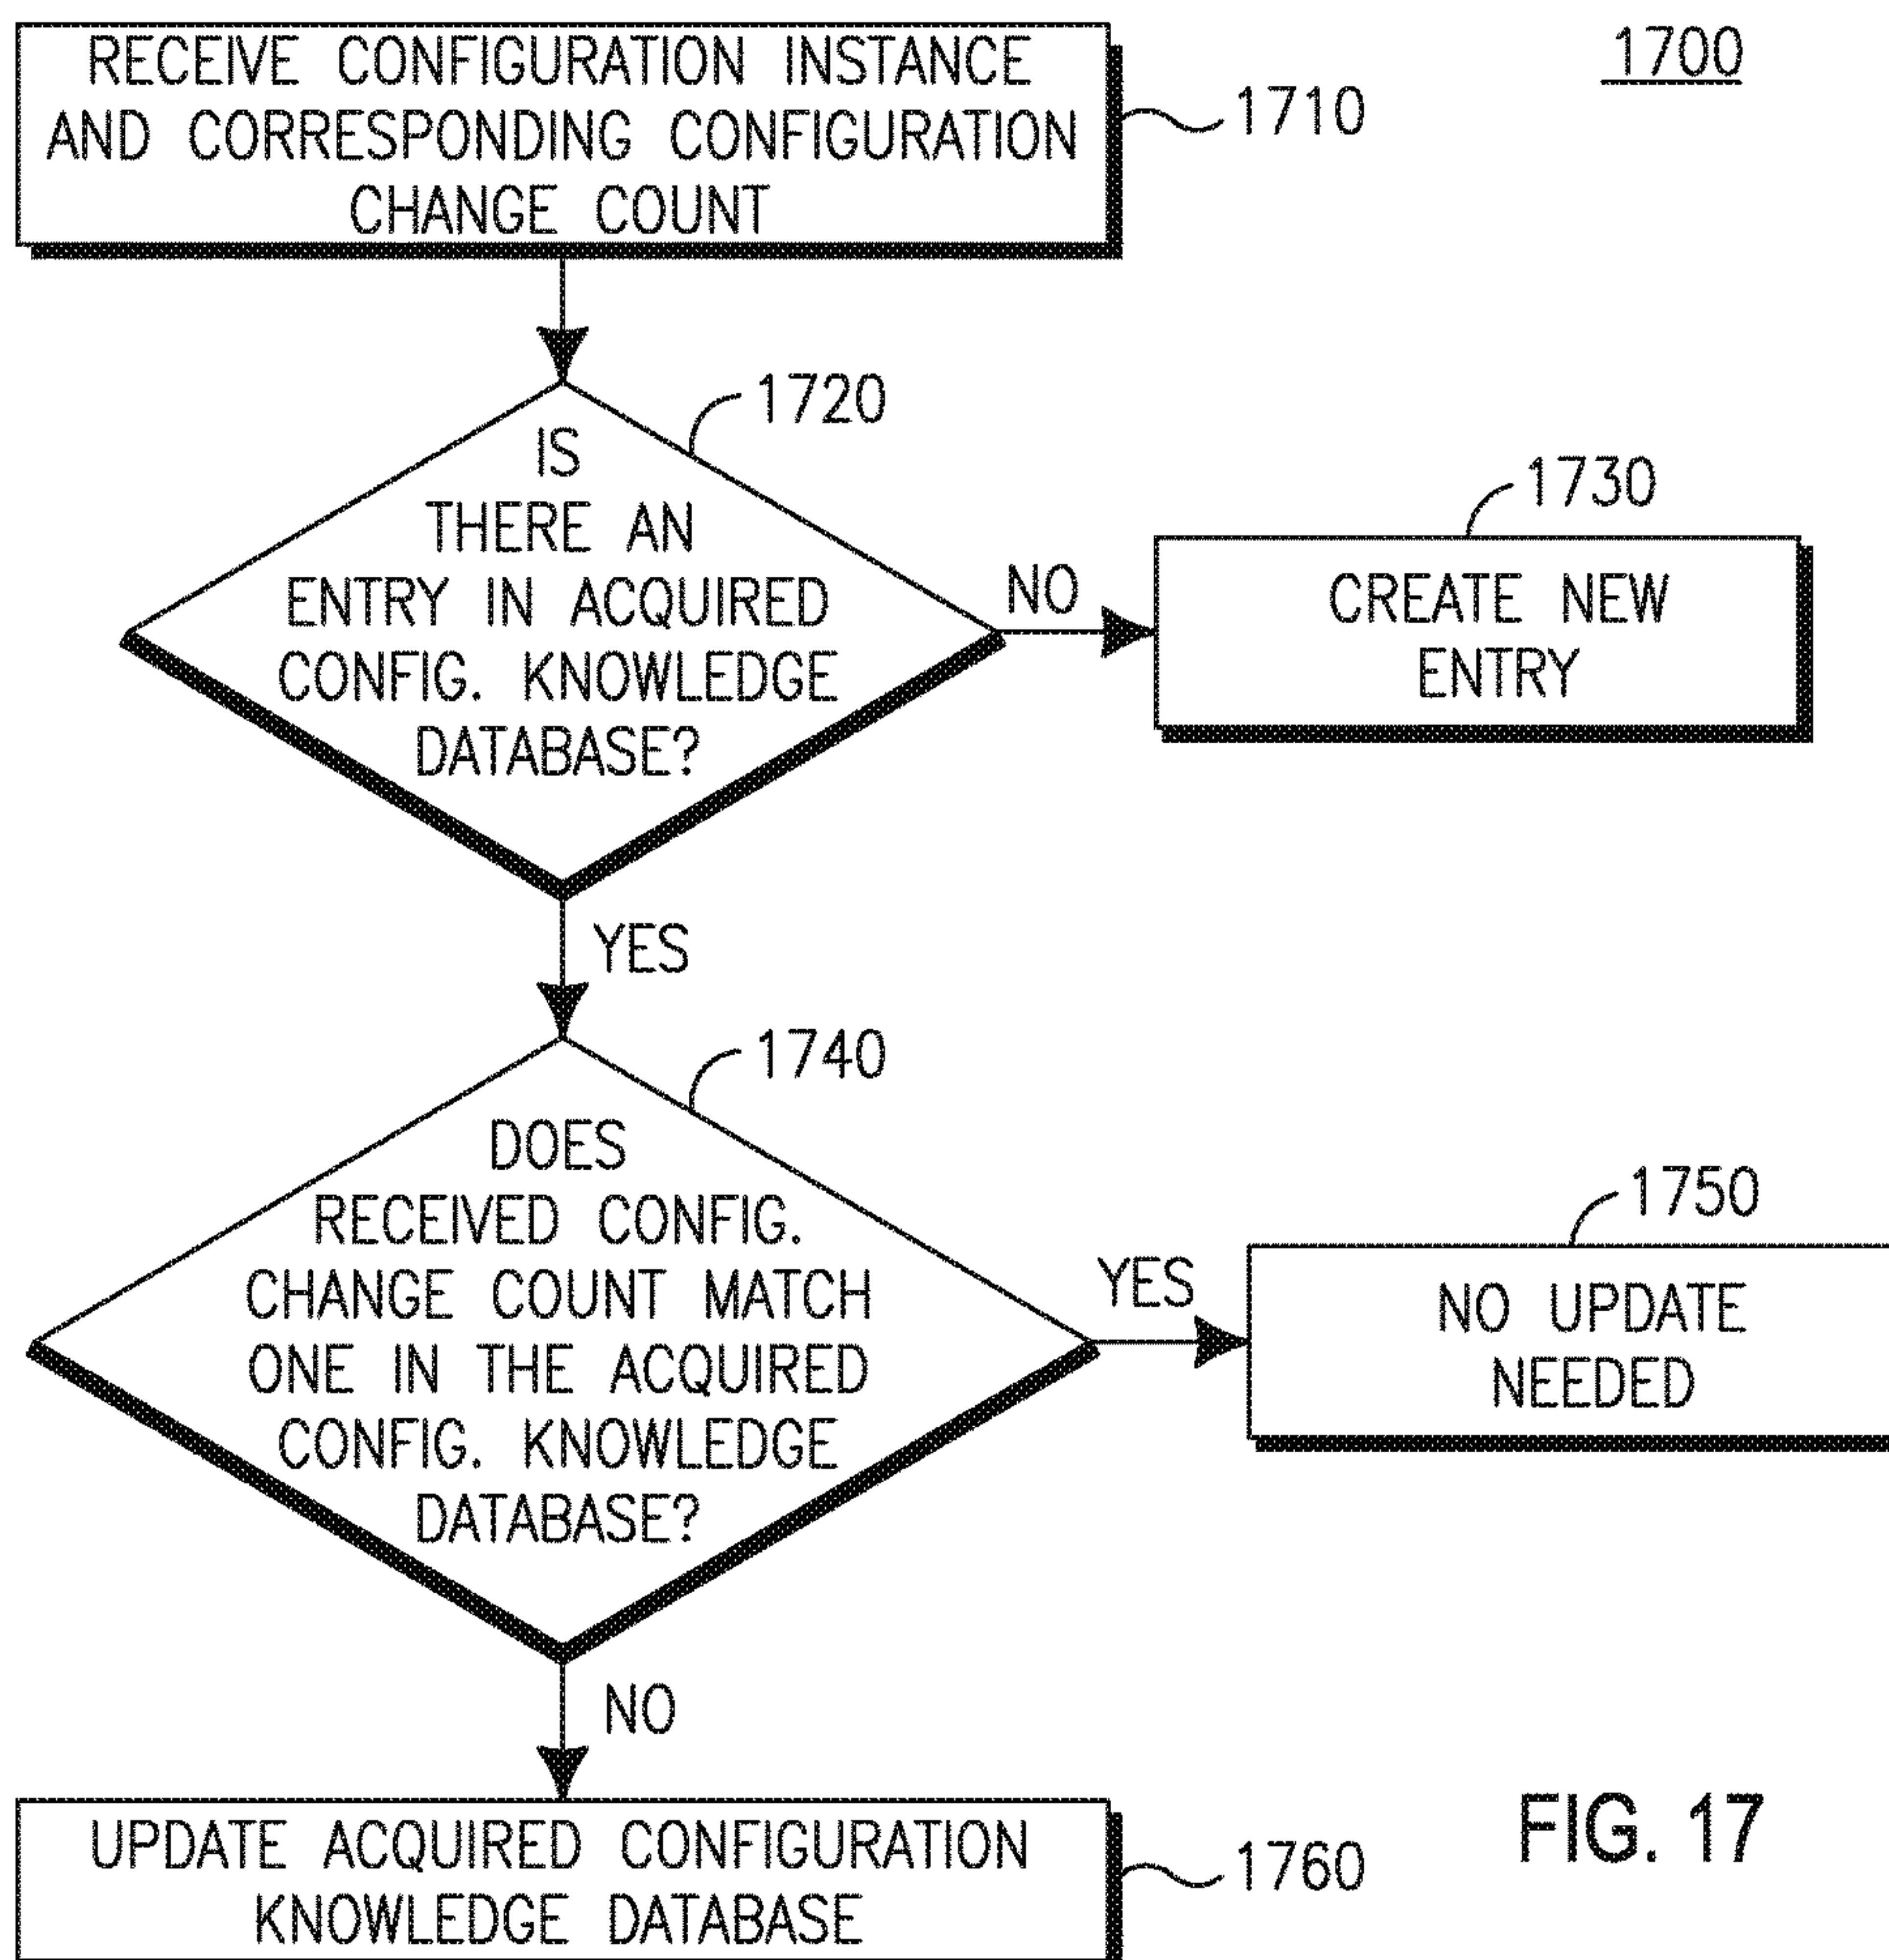 1700
RECEIVE CONFIGURATION INSTANCE
AND CORRESPONDING CONFIGURATION
CHANGE COUNT
1710
1720
IS
THERE AN
ENTRY IN ACQUIRED
CONFIG. KNOWLEDGE
DATABASE?
NO
1730
CREATE NEW
ENTRY
YES
1740
DOES
RECEIVED CONFIG.
CHANGE COUNT MATCH
ONE IN THE ACQUIRED
CONFIG. KNOWLEDGE
DATABASE?
YES
1750
NO UPDATE
NEEDED
NO
UPDATE ACQUIRED CONFIGURATION
KNOWLEDGE DATABASE
1760
FIG. 17